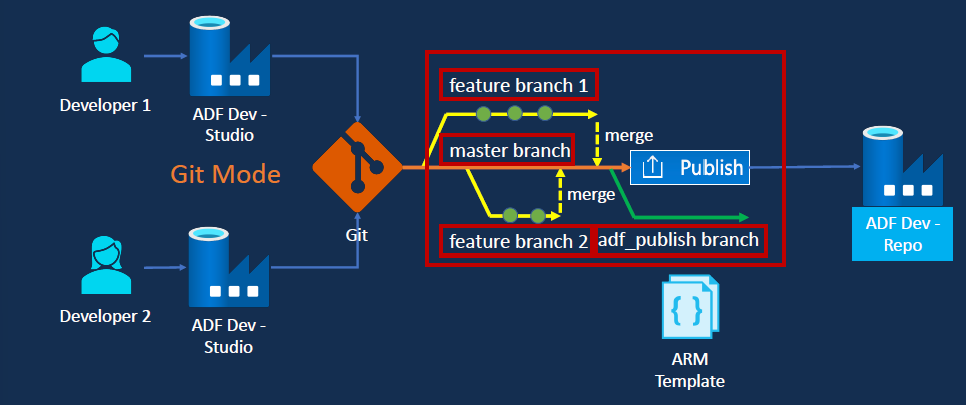 Developer 1
ADF Dev -
Studio
Git Mode
Git
Developer 2
ADF Dev -
Studio
feature branch 1
merge
master branch
Publish
merge
feature branch 2
adf_publish branch
ARM
Template
ADF Dev -
Repo